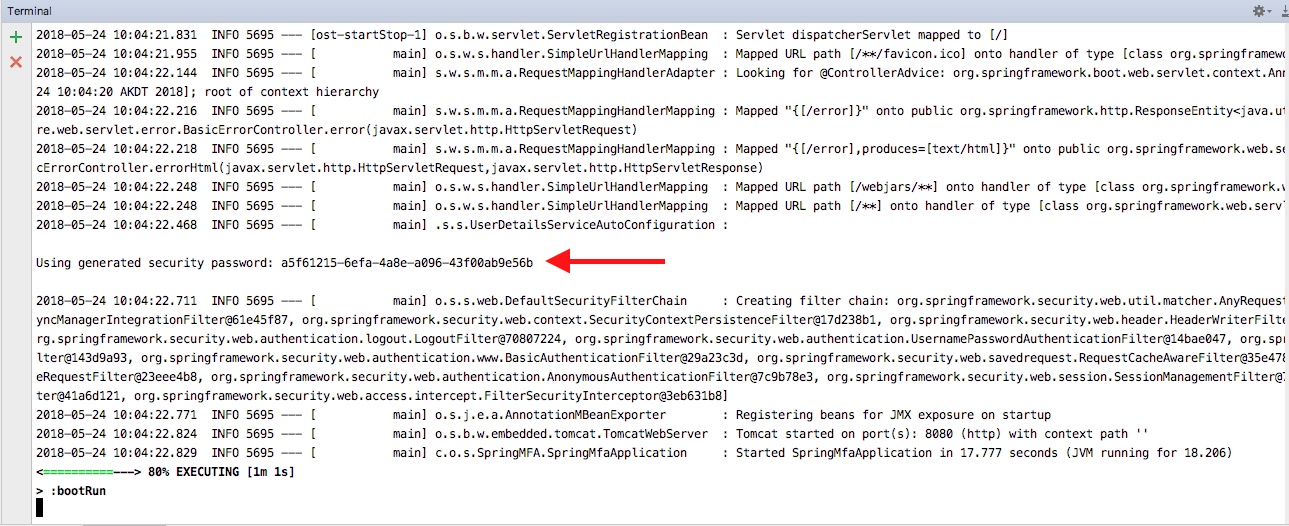 Terminal
2018-05-24 10:04:21.831  INFO 5695 --- [ost-startStop-1] o.s.b.w.servlet.ServletRegistrationBean  : Servlet dispatcherServlet mapped to [/]
2018-05-24 10:04:21.955  INFO 5695 --- [           main] o.s.w.s.handler.SimpleUrlHandlerMapping  : Mapped URL path [/**/favicon.ico] onto handler of type [class org.springframewo
2018-05-24 10:04:22.144  INFO 5695 --- [           main] s.w.s.m.m.a.RequestMappingHandlerAdapter : Looking for @ControllerAdvice: org.springframework.boot.web.servlet.context.Ann
24 10:04:20 AKDT 2018]; root of context hierarchy
2018-05-24 10:04:22.216  INFO 5695 --- [           main] s.w.s.m.m.a.RequestMappingHandlerMapping : Mapped "{[/error]}" onto public org.springframework.http.ResponseEntity<java.ut
re.web.servlet.error.BasicErrorController.error(javax.servlet.http.HttpServletRequest)
2018-05-24 10:04:22.218  INFO 5695 --- [           main] s.w.s.m.m.a.RequestMappingHandlerMapping : Mapped "{[/error],produces=[text/html]}" onto public org.springframework.web.se
cErrorController.errorHtml(javax.servlet.http.HttpServletRequest,javax.servlet.http.HttpServletResponse)
2018-05-24 10:04:22.248  INFO 5695 --- [           main] o.s.w.s.handler.SimpleUrlHandlerMapping  : Mapped URL path [/webjars/**] onto handler of type [class org.springframework.w
2018-05-24 10:04:22.248  INFO 5695 --- [           main] o.s.w.s.handler.SimpleUrlHandlerMapping  : Mapped URL path [/**] onto handler of type [class org.springframework.web.servl
2018-05-24 10:04:22.468  INFO 5695 --- [           main] .s.s.UserDetailsServiceAutoConfiguration :
Using generated security password: a5f61215-6efa-4a8e-a096-43f00ab9e56b
2018-05-24 10:04:22.711  INFO 5695 --- [           main] o.s.s.web.DefaultSecurityFilterChain     : Creating filter chain: org.springframework.security.web.util.matcher.AnyRequest
yncManagerIntegrationFilter@61e45f87, org.springframework.security.web.context.SecurityContextPersistenceFilter@17d238b1, org.springframework.security.web.header.HeaderWriterFilte
rg.springframework.security.web.authentication.logout.LogoutFilter@70807224, org.springframework.security.web.authentication.UsernamePasswordAuthenticationFilter@14bae047, org.spr
lter@143d9a93, org.springframework.security.web.authentication.www.BasicAuthenticationFilter@29a23c3d, org.springframework.security.web.savedrequest.RequestCacheAwareFilter@35e478
eRequestFilter@23eee4b8, org.springframework.security.web.authentication.AnonymousAuthenticationFilter@7c9b78e3, org.springframework.security.web.session.SessionManagementFilter@7
ter@41a6d121, org.springframework.security.web.access.intercept.FilterSecurityInterceptor@3eb631b8]
2018-05-24 10:04:22.771  INFO 5695 --- [           main] o.s.j.e.a.AnnotationMBeanExporter        : Registering beans for JMX exposure on startup
2018-05-24 10:04:22.824  INFO 5695 --- [           main] o.s.b.w.embedded.tomcat.TomcatWebServer  : Tomcat started on port(s): 8080 (http) with context path ''
2018-05-24 10:04:22.829  INFO 5695 --- [           main] c.o.s.SpringMFA.SpringMfaApplication     : Started SpringMfaApplication in 17.777 seconds (JVM running for 18.206)
<==========---> 80% EXECUTING [1m 1s]
> :bootRun